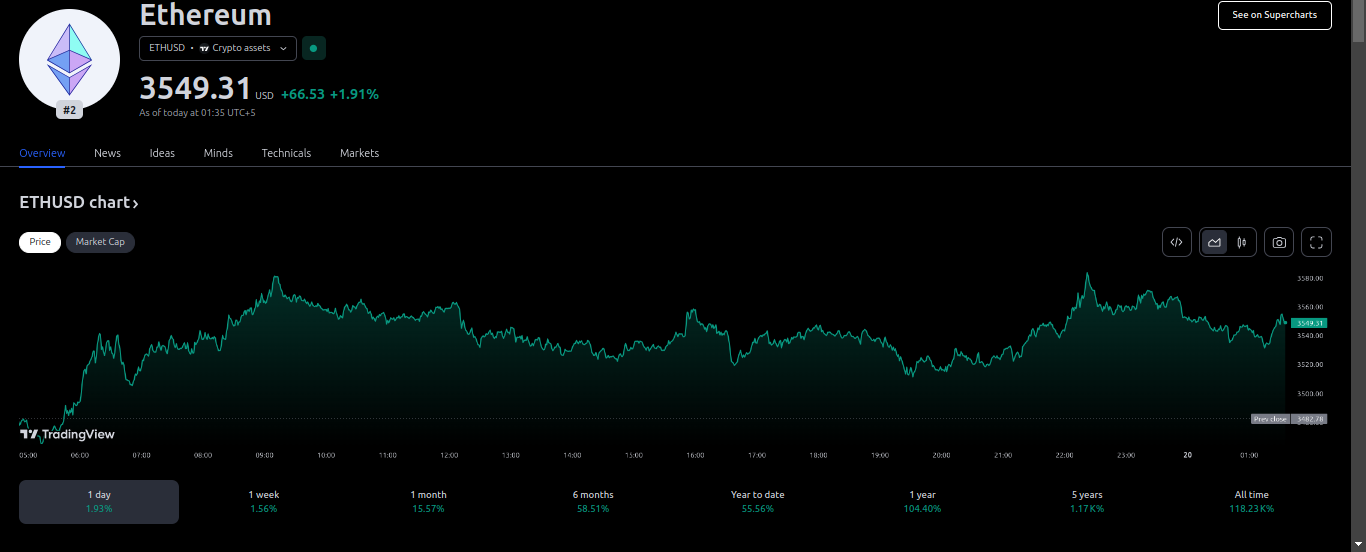 Ethereum
See on Supercharts
ETHUSD • Crypto assets
#2
3549.31 USD +66.53 +1.91%
As of today at 01:35 UTC+5
Overview News Ideas Minds Technicals Markets
ETHUSD chart ›
Price Market Cap
3580.00
3560.00
3549.31
3540.00
3520.00
3500.00
Prev close 3482.78
TradingView
05:00 06:00 07:00 08:00 09:00 10:00 11:00 12:00 13:00 14:00 15:00 16:00 17:00 18:00 19:00 20:00 21:00 22:00 23:00 20 01:00
1 day 1 week 1 month 6 months Year to date 1 year 5 years All time
1.93% 1.56% 15.57% 58.51% 55.56% 104.40% 1.17K% 118.23K%